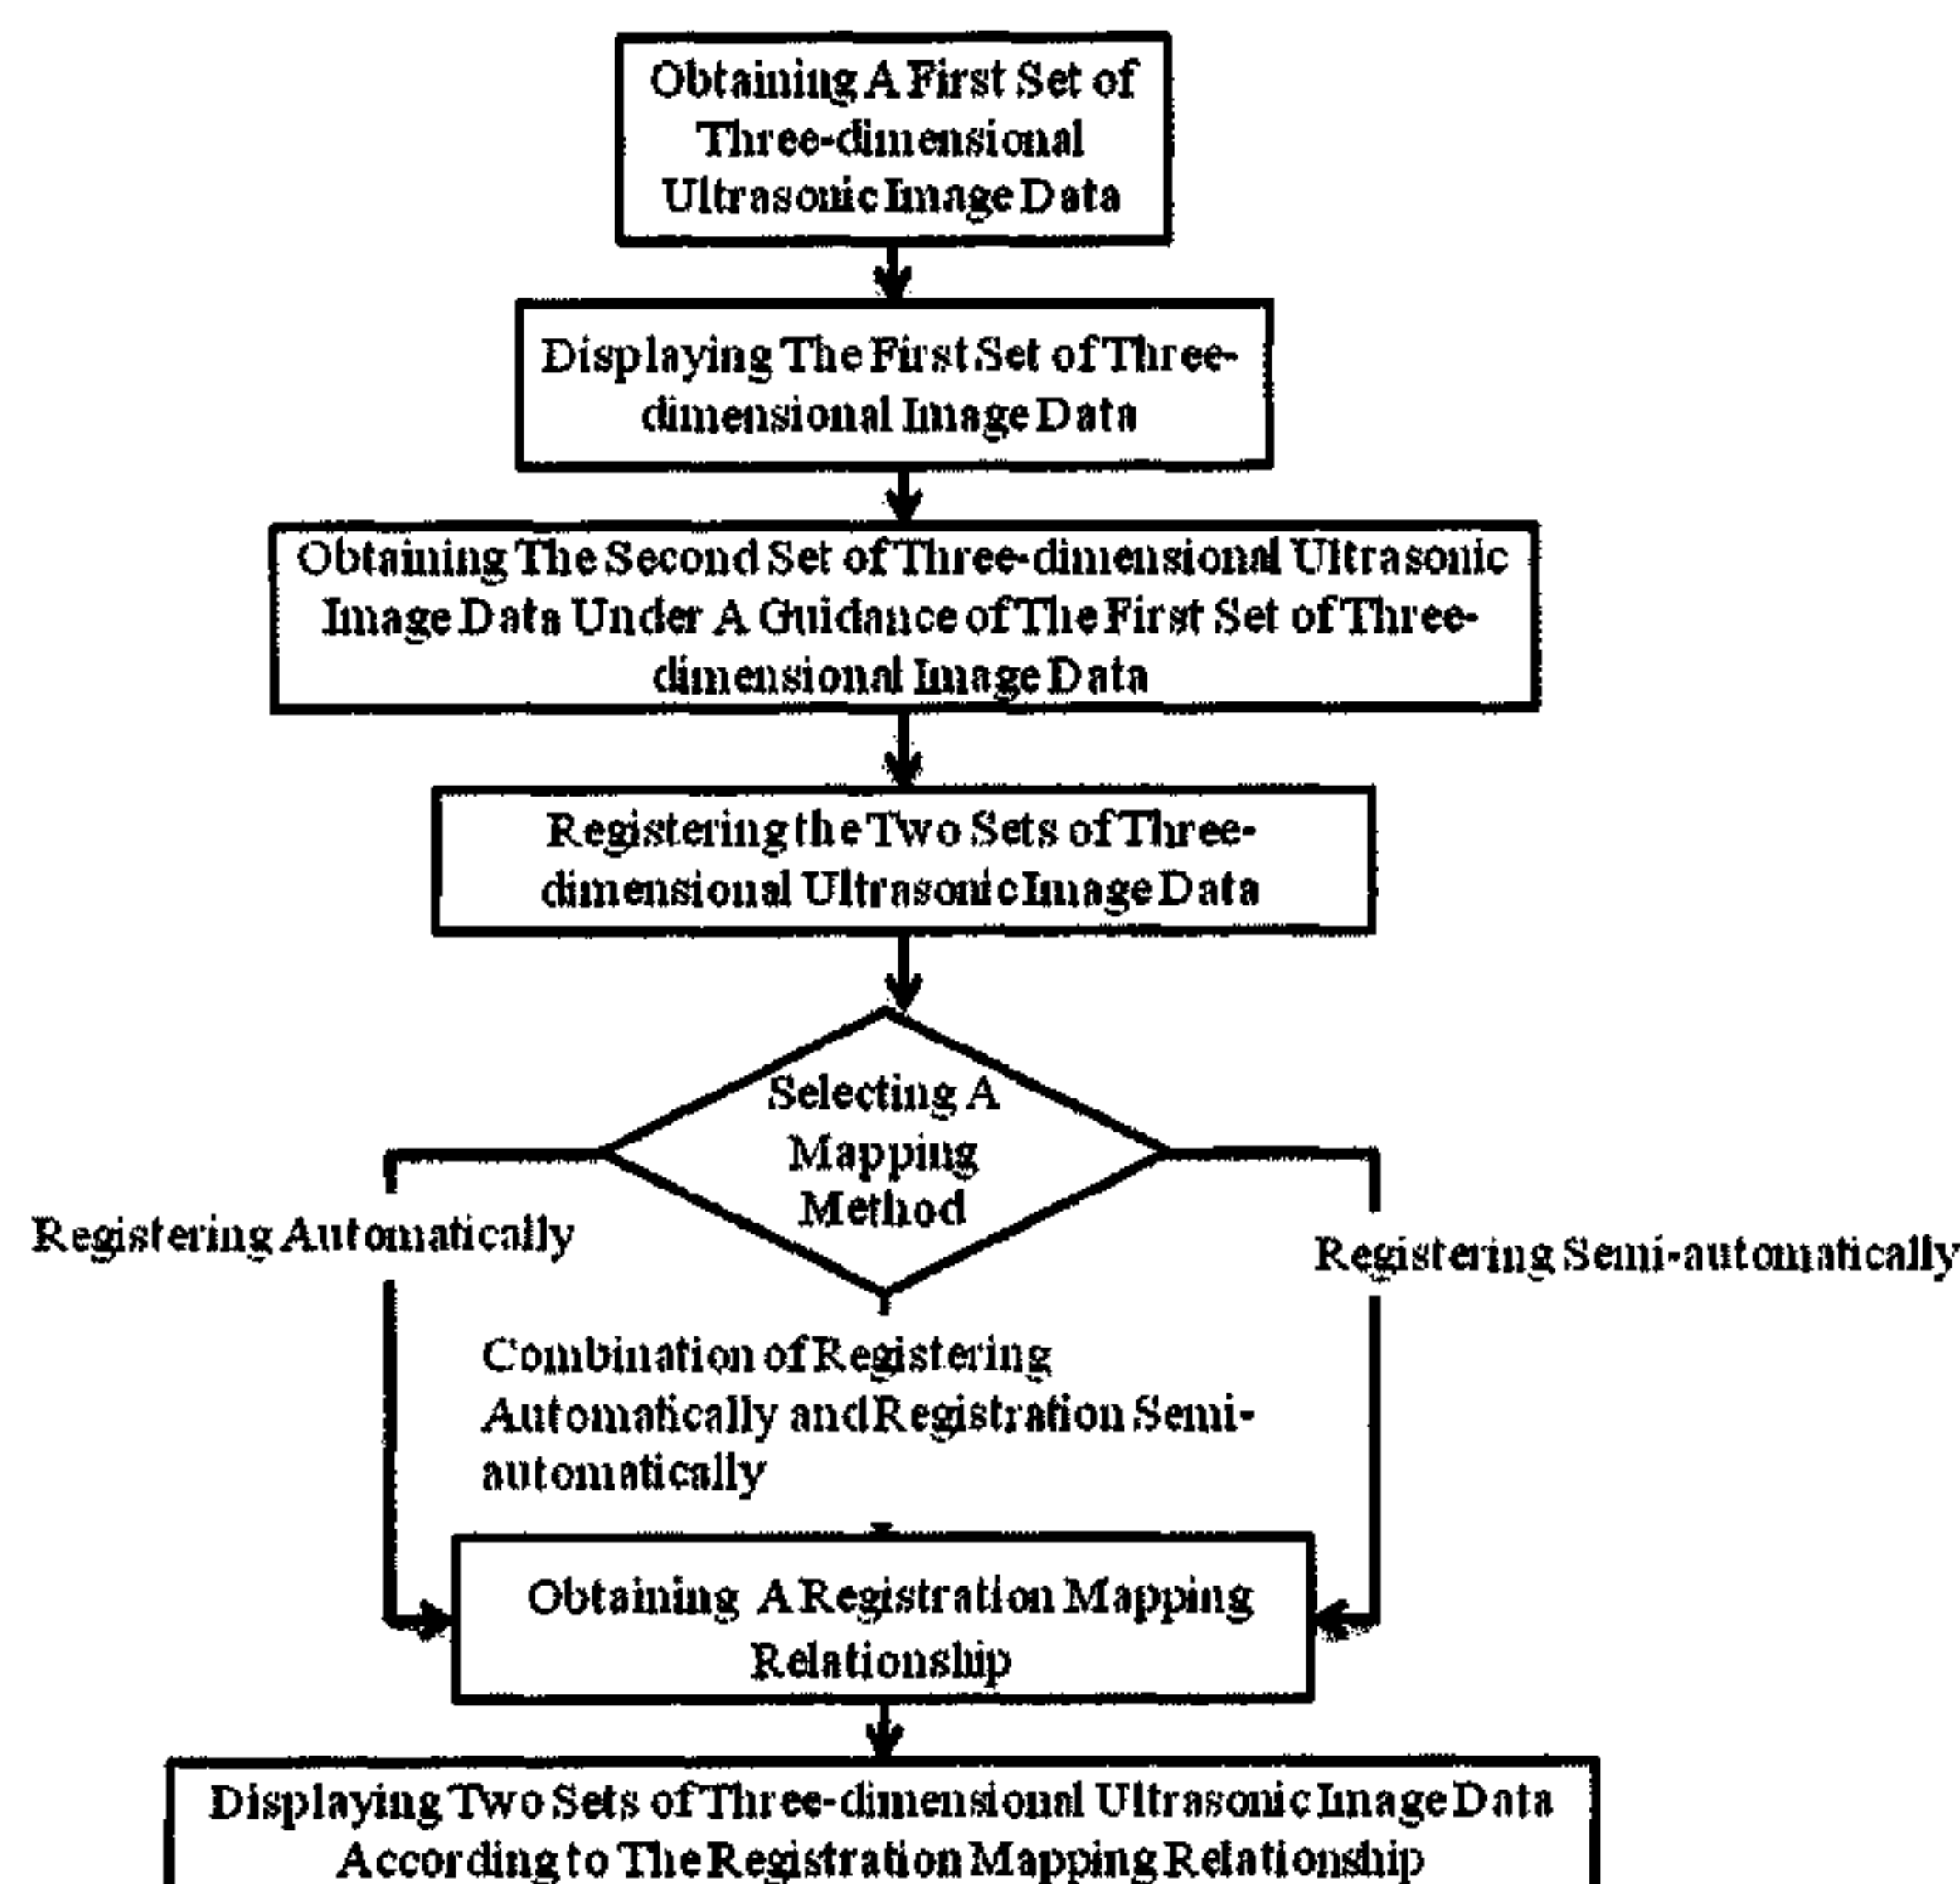 Obtaining A First Set of
Three-dimensional
Ultrasonic Image Data
Displaying The First Set of Three-
dimensional Image Data
Obtaining The Second Set of Three-dimensional Ultrasonic
Image Data Under A Guidance of The First Set of Three-
dimensional Image Data
Registering the Two Sets of Three-
dimensional Ultrasonic Image Data
Selecting A
Mapping
Method
Registering Automatically
Registering Semi-automatically
Combination of Registering
Automatically and Registration Semi-
automatically
Obtaining A Registration Mapping
Relationship
Displaying Two Sets of Three-dimensional Ultrasonic Image Data
According to The Registration Mapping Relationship